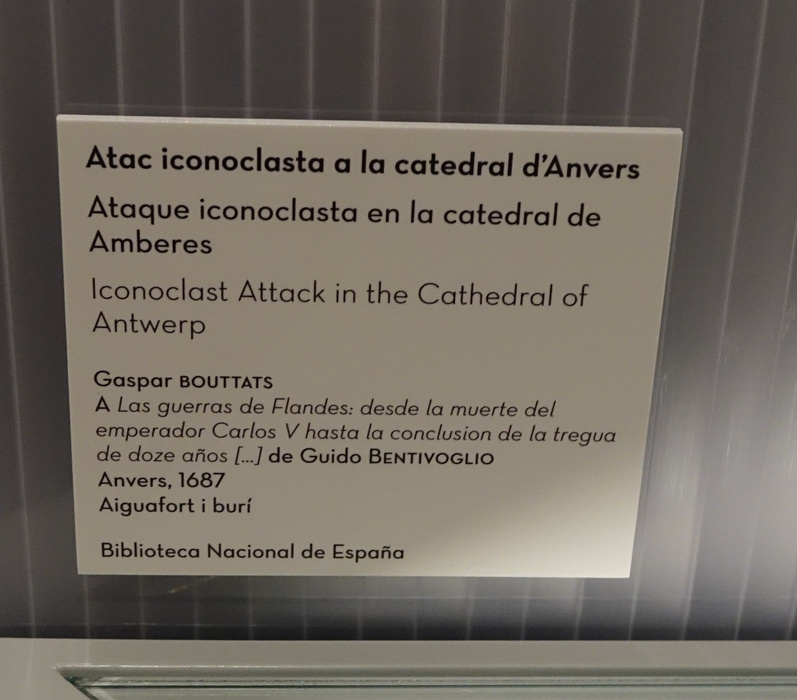 Atac iconoclasta a la catedral d'Anvers
Ataque iconoclasta en la catedral de
Amberes
Iconoclast Attack in the Cathedral of
Antwerp
Gaspar BOUTTATS
A Las guerras de Flandes: desde la muerte del
emperador Carlos V hasta la conclusion de la tregua
de doze años [...] de Guido BENTIVOGLIO
Anvers, 1687
Aiguafort i burí
Biblioteca Nacional de España